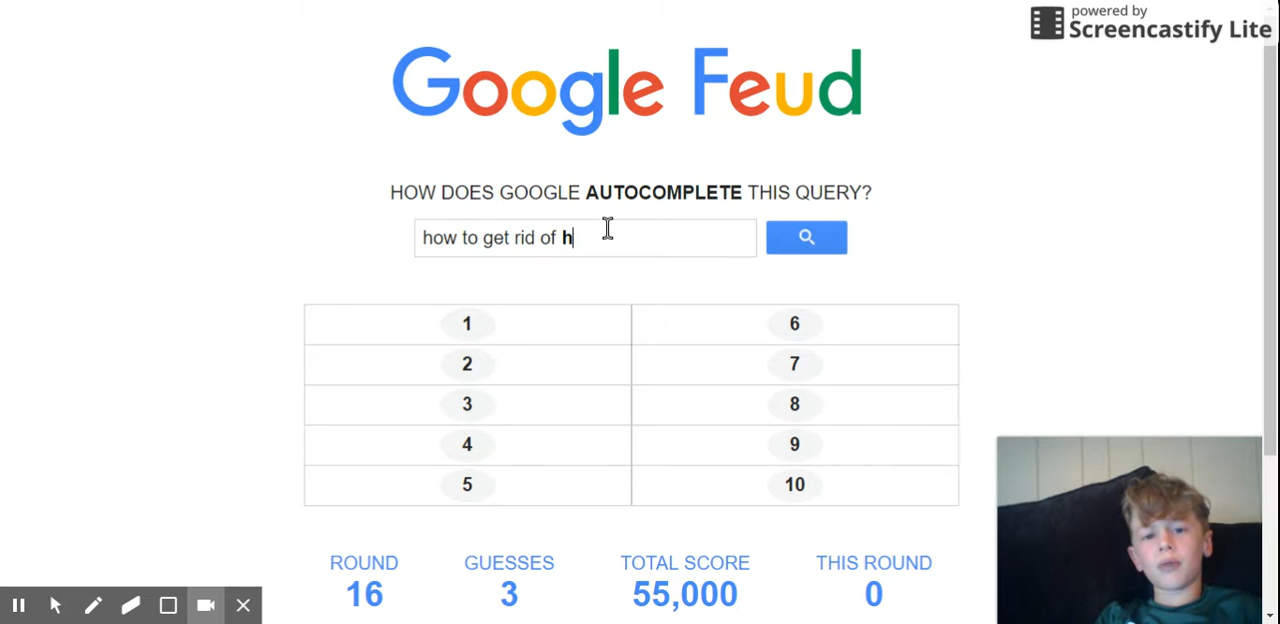 powered by
Screencastify Lite
Google Feud
HOW DOES GOOGLE AUTOCOMPLETE THIS QUERY?
how to get rid of h
1 6
2 7
3 8
4 9
5 10
ROUND GUESSES TOTAL SCORE THIS ROUND
16 3 55,000 0